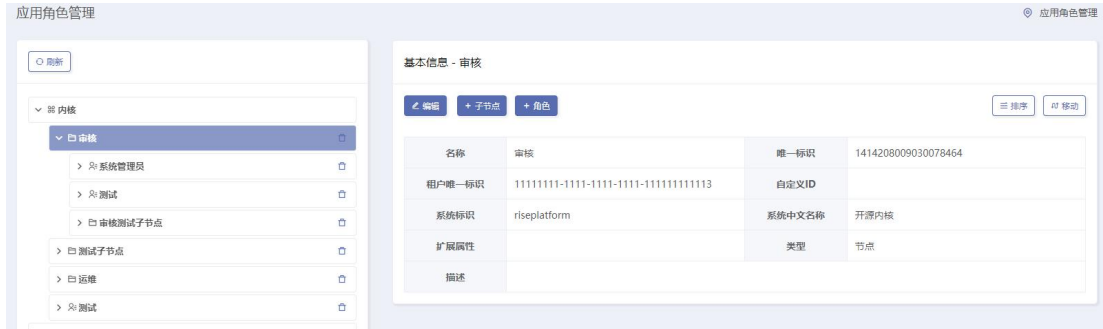 应用角色管理
应用角色管理
刷新
内核
审核
系统管理员
测试
审核测试子节点
测试子节点
运维
测试
基本信息 - 审核
编辑 + 子节点 + 角色 排序 移动
名称 审核 唯一标识 1414208009030078464
租户唯一标识 11111111-1111-1111-1111-111111111113 自定义ID
系统标识 riseplatform 系统中文名称 开源内核
扩展属性 类型 节点
描述